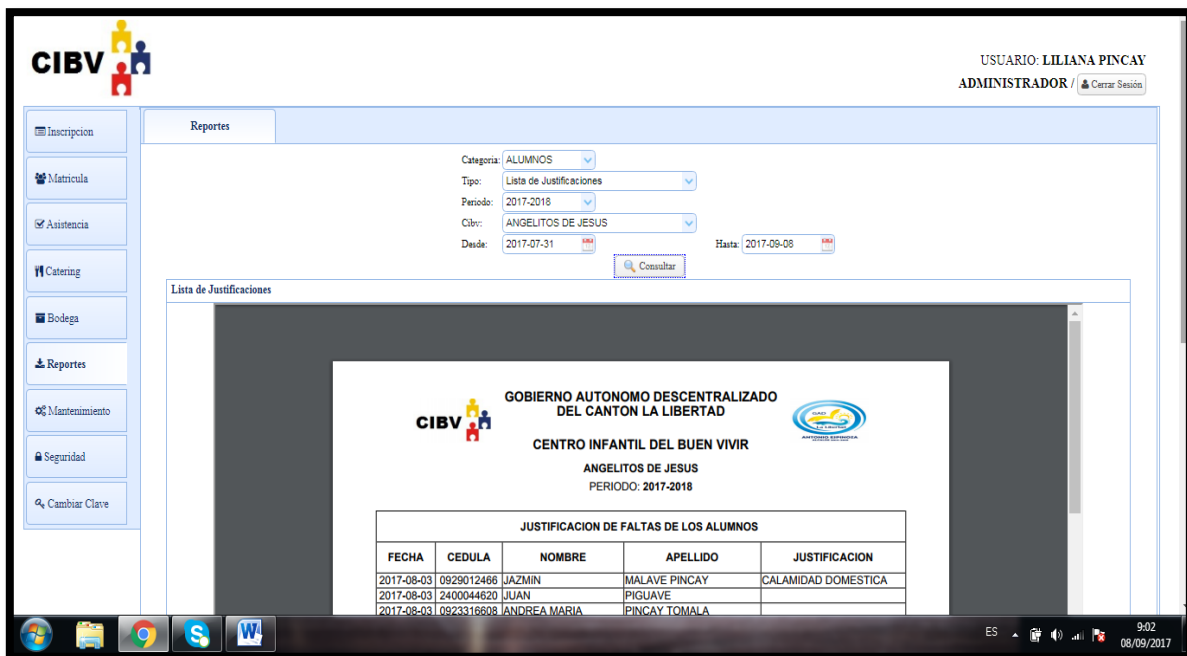 CIBV
USUARIO: LILIANA PINCAY
ADMINISTRADOR / Cerrar Sesión
Inscripcion
Matricula
Asistencia
Catering
Bodega
Reportes
Mantenimiento
Seguridad
Cambiar Clave
Reportes
Categoria: ALUMNOS
Tipo: Lista de Justificaciones
Periodo: 2017-2018
Cibv: ANGELITOS DE JESUS
Desde: 2017-07-31 Hasta: 2017-09-08
Consultar
Lista de Justificaciones
CIBV
GOBIERNO AUTONOMO DESCENTRALIZADO
DEL CANTON LA LIBERTAD
CENTRO INFANTIL DEL BUEN VIVIR
ANGELITOS DE JESUS
PERIODO: 2017-2018
GAD
La Libertad
ANTONIO ESPINOZA
JUSTIFICACION DE FALTAS DE LOS ALUMNOS
FECHA CEDULA NOMBRE APELLIDO JUSTIFICACION
2017-08-03 0929012466 JAZMIN MALAVE PINCAY CALAMIDAD DOMESTICA
2017-08-03 2400044620 JUAN PIGUAVE
2017-08-03 0923316608 ANDREA MARIA PINCAY TOMALA
ES 9:02
08/09/2017